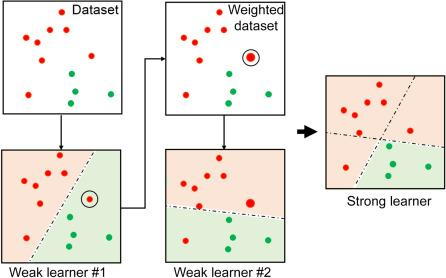 Dataset
Weighted
dataset
Weak learner #1
Weak learner #2
Strong learner